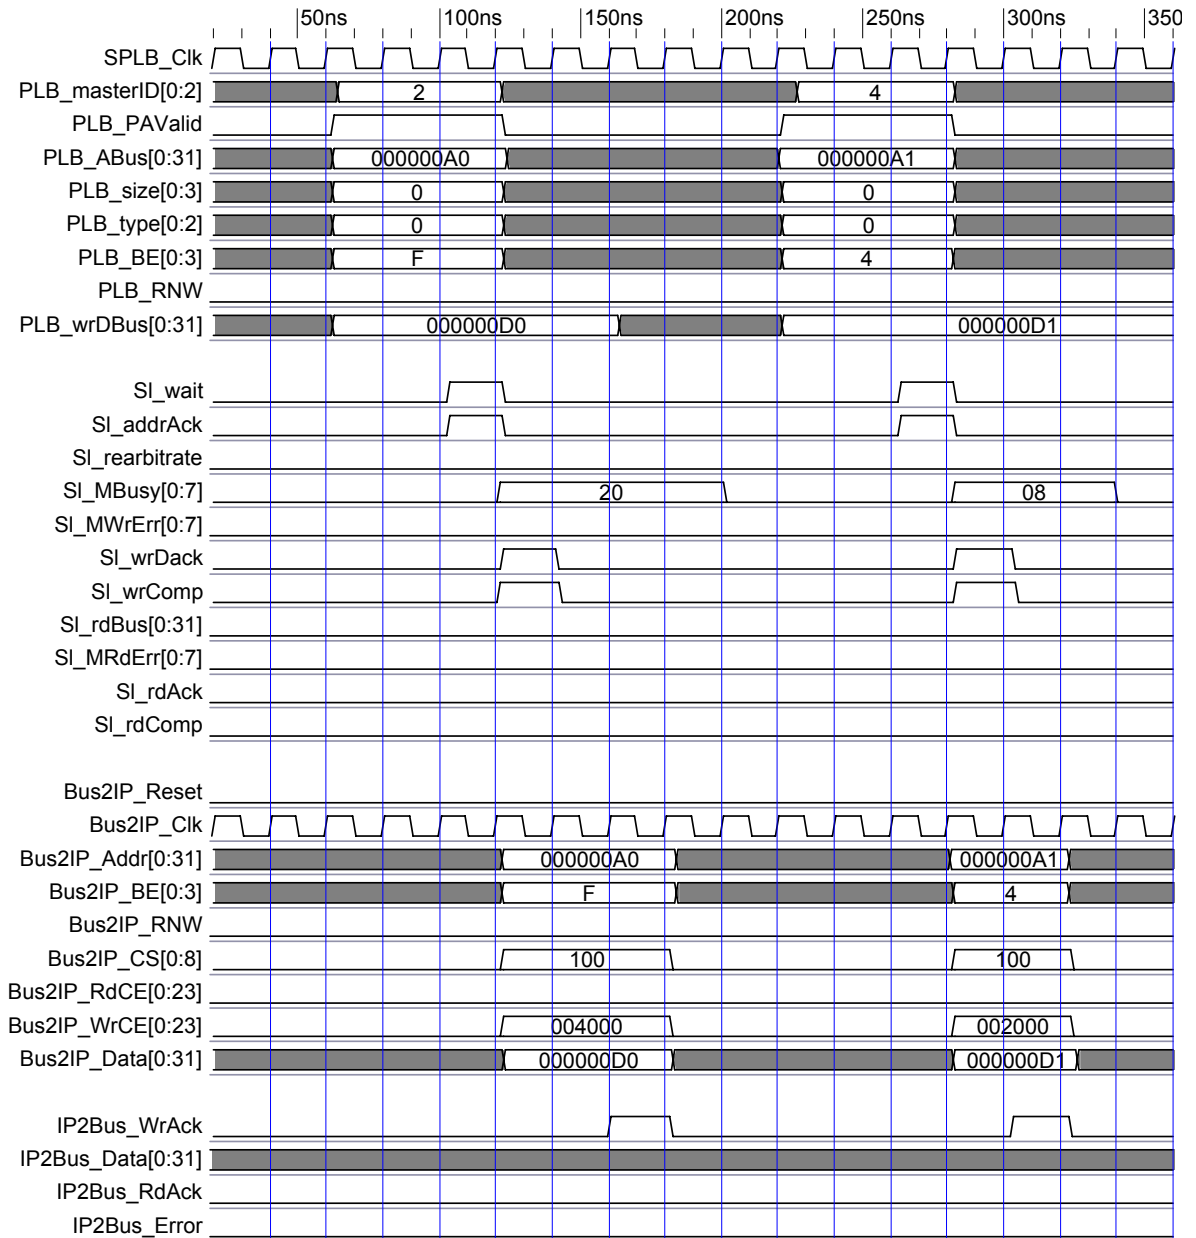 50ns 100ns 150ns 200ns 250ns 300ns 350
SPLB_Clk
PLB_masterID[0:2] 2 4
PLB_PAValid
PLB_ABus[0:31] 000000A0 000000A1
PLB_size[0:3] 0 0
PLB_type[0:2] 0 0
PLB_BE[0:3] F 4
PLB_RNW
PLB_wrDBus[0:31] 000000D0 000000D1
Sl_wait
Sl_addrAck
Sl_rearbitrate
Sl_MBusy[0:7] 20 08
Sl_MWrErr[0:7]
Sl_wrDack
Sl_wrComp
Sl_rdBus[0:31]
Sl_MRdErr[0:7]
Sl_rdAck
Sl_rdComp
Bus2IP_Reset
Bus2IP_Clk
Bus2IP_Addr[0:31] 000000A0 000000A1
Bus2IP_BE[0:3] F 4
Bus2IP_RNW
Bus2IP_CS[0:8] 100 100
Bus2IP_RdCE[0:23]
Bus2IP_WrCE[0:23] 004000 002000
Bus2IP_Data[0:31] 000000D0 000000D1
IP2Bus_WrAck
IP2Bus_Data[0:31]
IP2Bus_RdAck
IP2Bus_Error